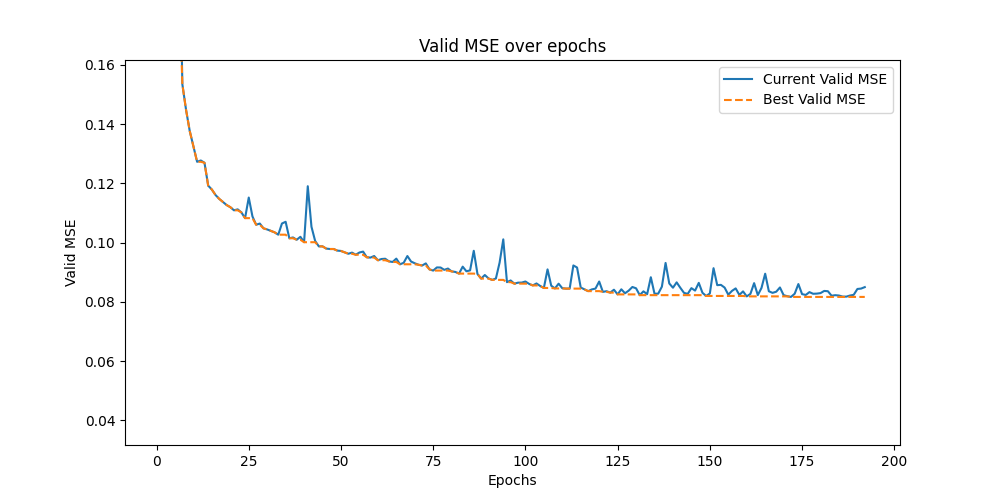 Valid MSE over epochs
Current Valid MSE
Best Valid MSE
Valid MSE
0.16
0.14
0.12
0.10
0.08
0.06
0.04
0 25 50 75 100 125 150 175 200
Epochs